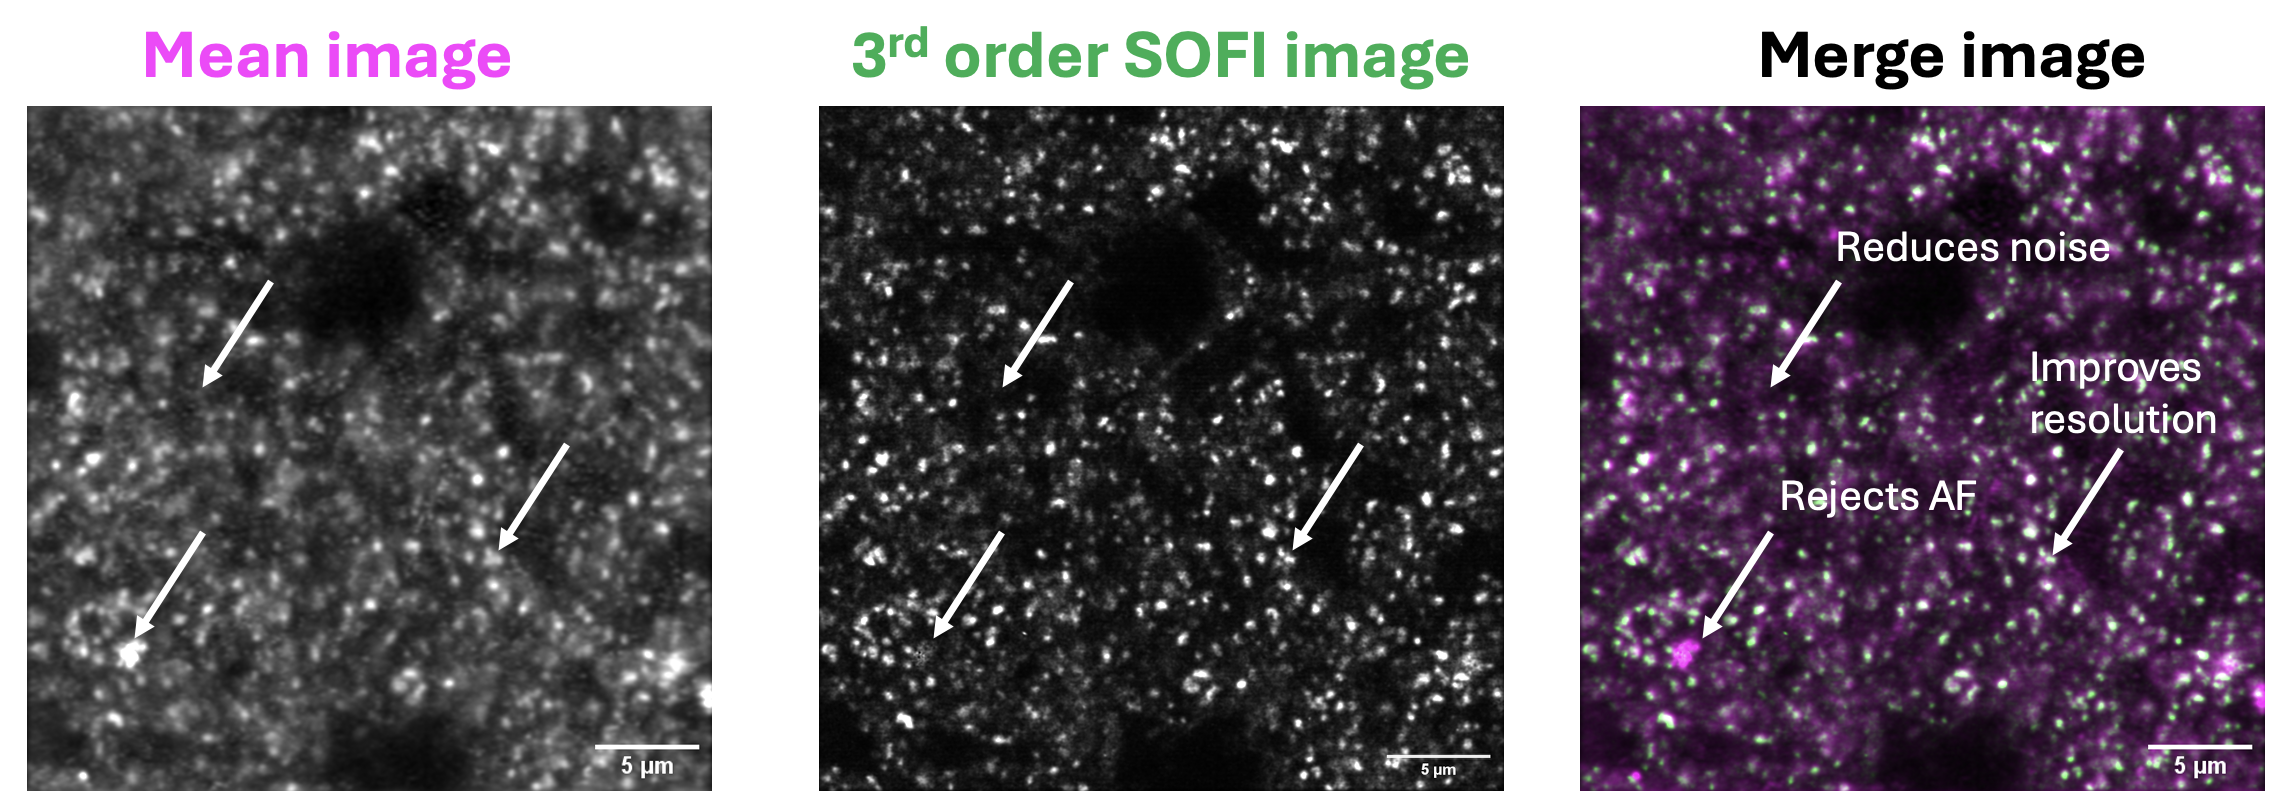 Mean image
3rd order SOFI image
Merge image
Reduces noise
Improves
resolution
Rejects AF
5 µm
5 µm
5 µm